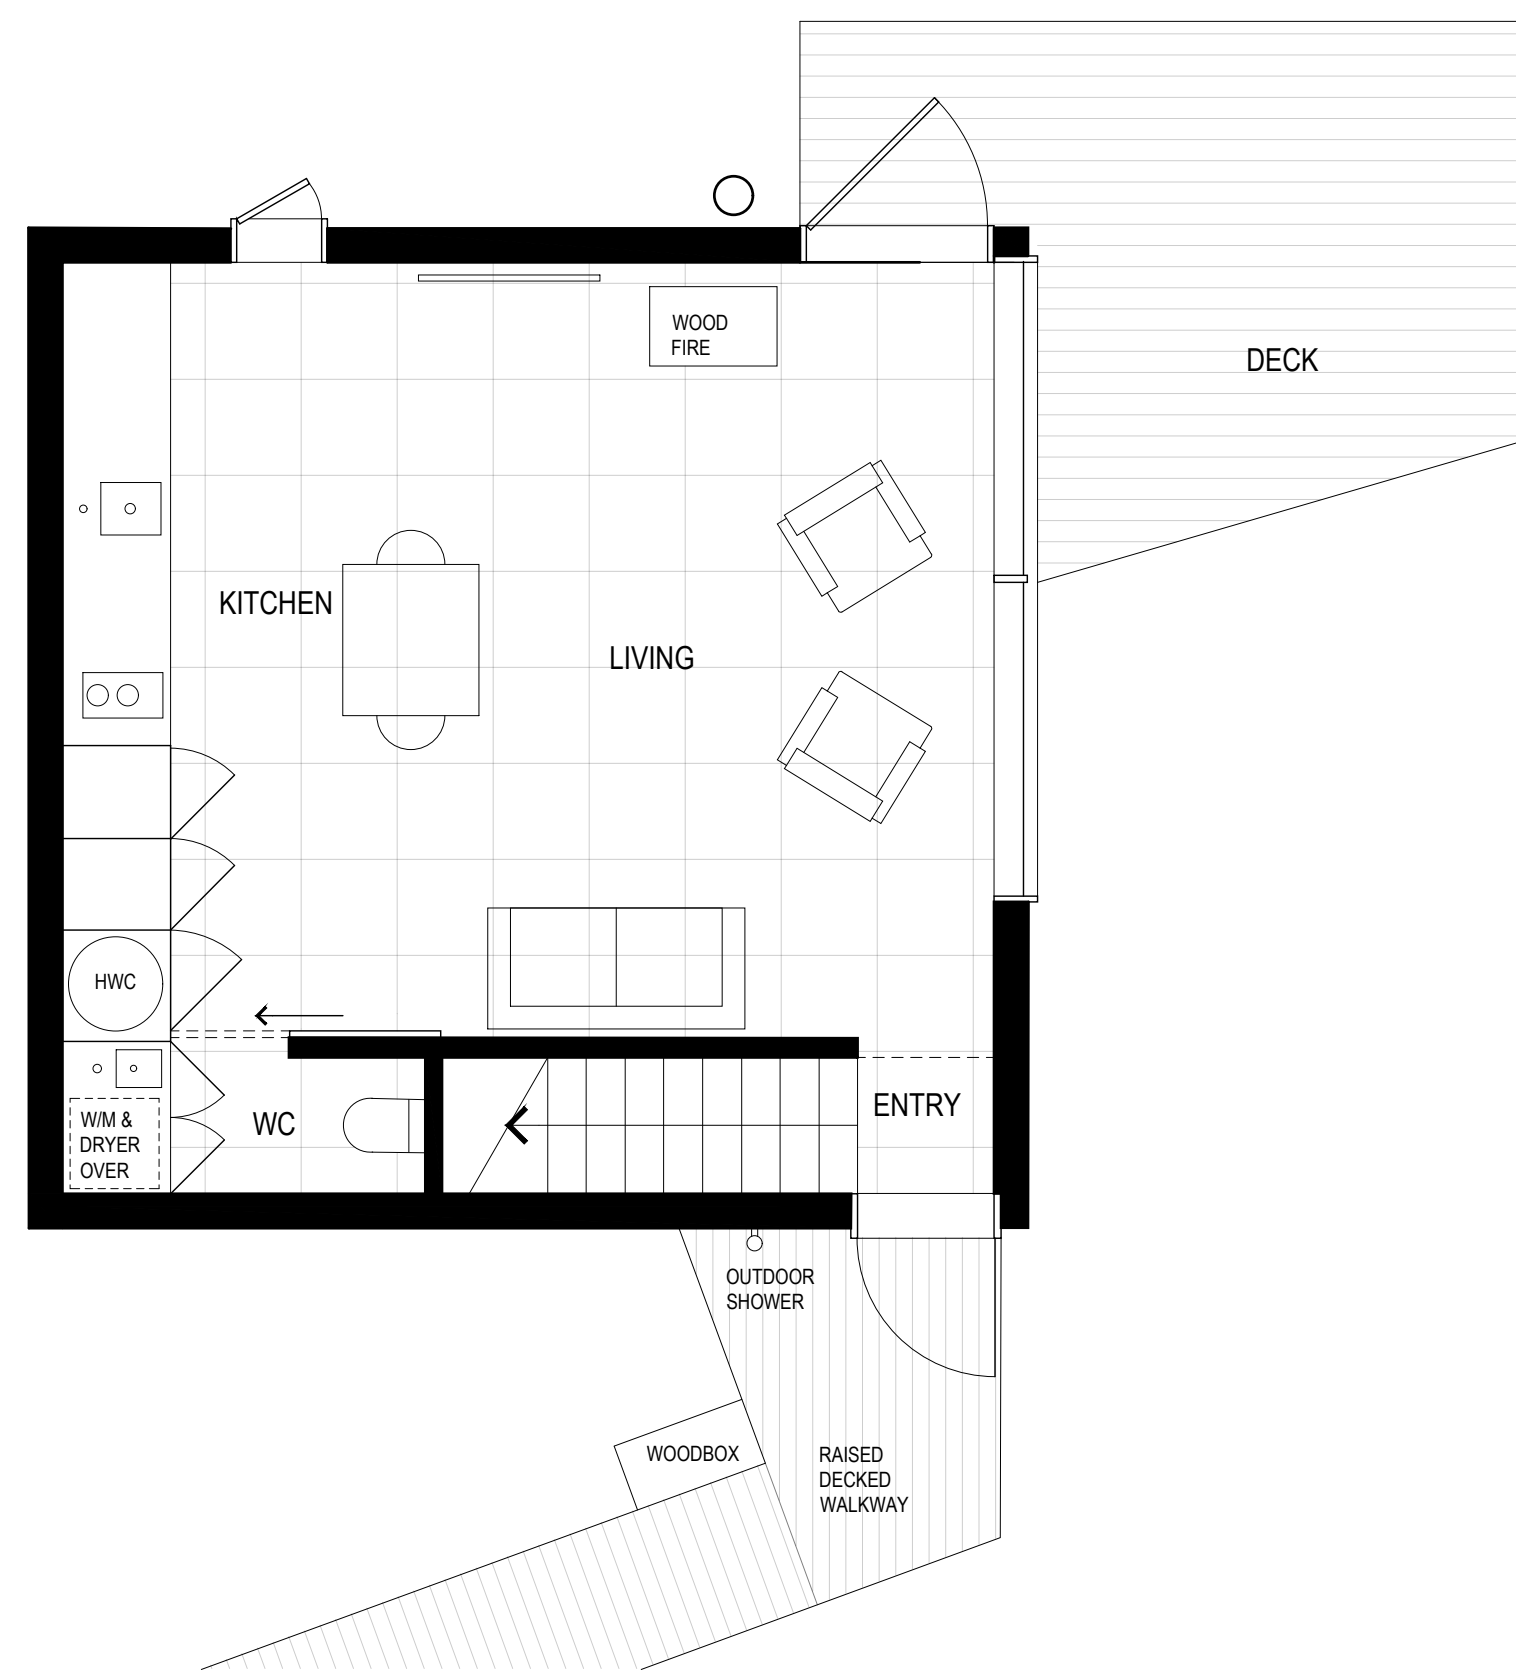 WOOD
FIRE
DECK
KITCHEN
LIVING
HWC
W/M &
DRYER
OVER
WC
ENTRY
OUTDOOR
SHOWER
WOODBOX
RAISED
DECKED
WALKWAY